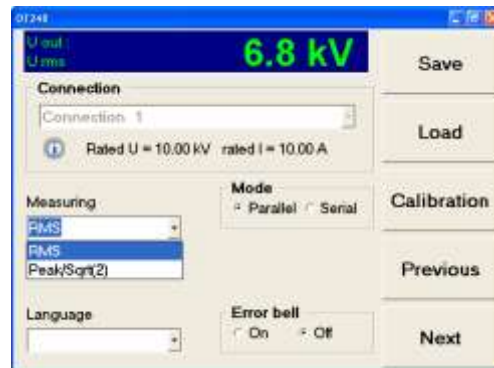 OT248
U out :
U rms
6.8 kV
Connection
Connection 1
Rated U = 10.00 kV rated I = 10.00 A
Measuring
RMS
RMS
Peak/Sqrt(2)
Mode
Parallel Serial
Language
Error bell
On Off
Save
Load
Calibration
Previous
Next